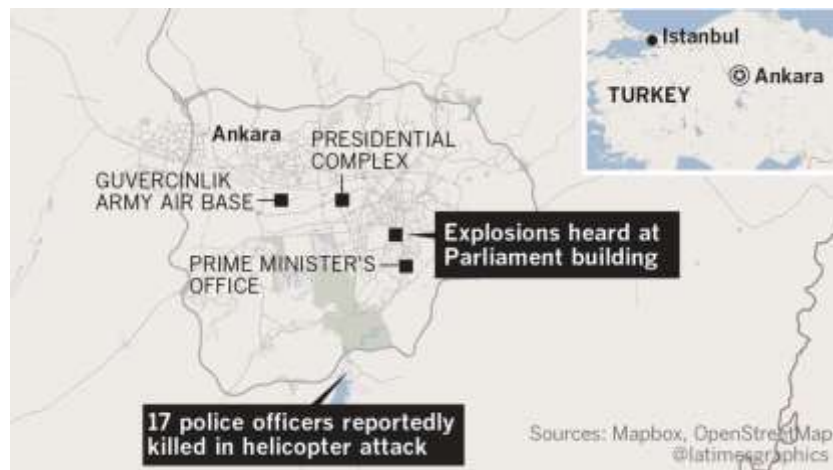 Istanbul
Ankara
TURKEY
Ankara
PRESIDENTIAL
COMPLEX
GUVERCINLIK
ARMY AIR BASE
Explosions heard at
Parliament building
PRIME MINISTER'S
OFFICE
17 police officers reportedly
killed in helicopter attack
Sources: Mapbox, OpenStreetMap
@latimesgraphics